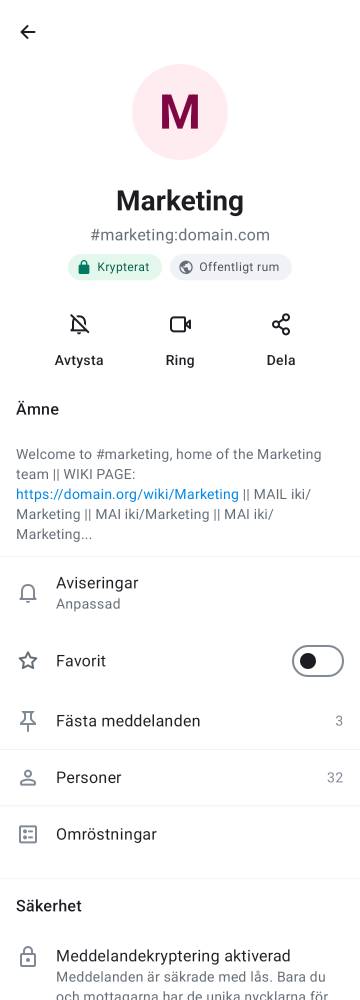 M
Marketing
#marketing:domain.com
Krypterat
Offentligt rum
Avtysta
Ring
Dela
Ämne
Welcome to #marketing, home of the Marketing
team || WIKI PAGE:
https://domain.org/wiki/Marketing || MAIL iki/
Marketing || MAI iki/Marketing || MAI iki/
Marketing...
Aviseringar
Anpassad
Favorit
Fästa meddelanden 3
Personer 32
Omröstningar
Säkerhet
Meddelandekryptering aktiverad
Meddelanden är säkrade med lås. Bara du
och mottagarna har de unika nycklarna för